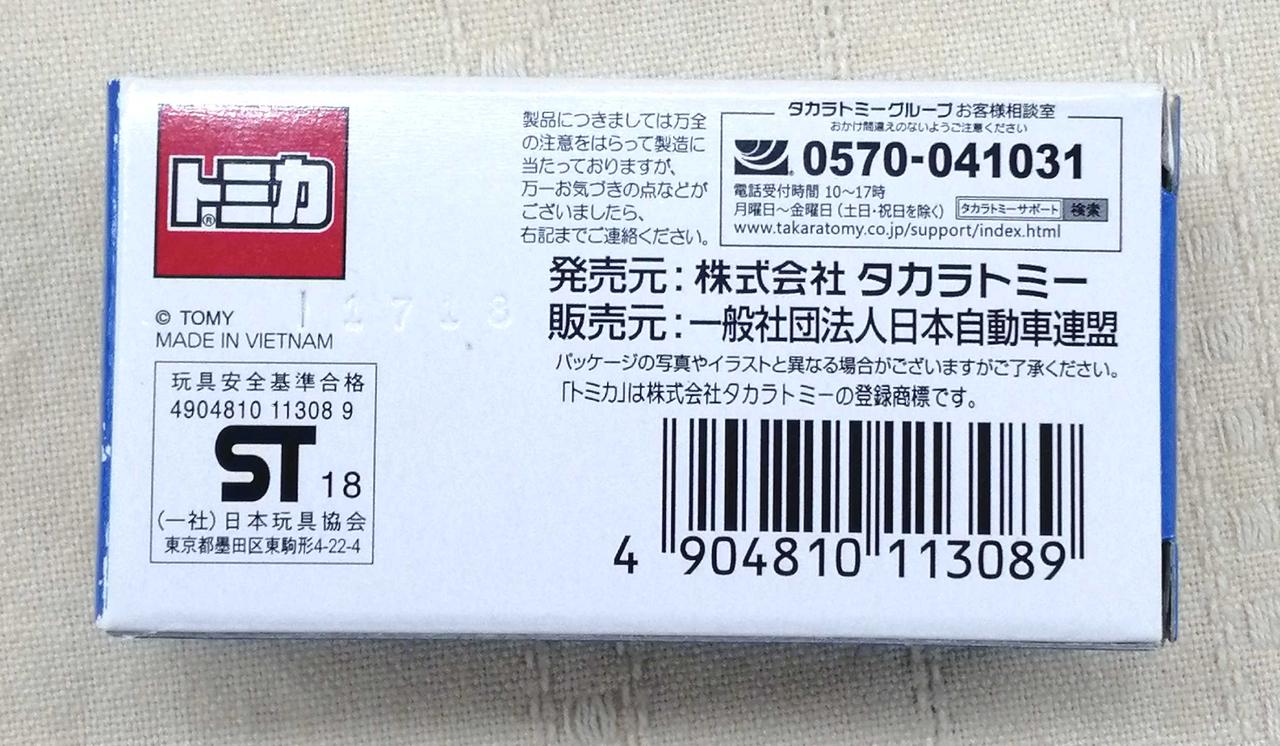 トミカ
®
© TOMY
MADE IN VIETNAM
玩具安全基準合格
4904810 11308 9
ST 18
(一社)日本玩具協会
東京都墨田区東駒形4-22-4
製品につきましては万全
の注意をはらって製造に
当たっておりますが、
万一お気づきの点などが
ございましたら、
右記までご連絡ください。
タカラトミーグループ お客様相談室
おかけ間違えのないようご注意ください
0570-041031
電話受付時間 10〜17時
月曜日〜金曜日(土日・祝日を除く) タカラトミーサポート 検索
www.takaratomy.co.jp/support/index.html
発売元:株式会社 タカラトミー
販売元:一般社団法人日本自動車連盟
パッケージの写真やイラストと異なる場合がございますがご了承ください。
「トミカ」は株式会社タカラトミーの登録商標です。
4 904810 113089